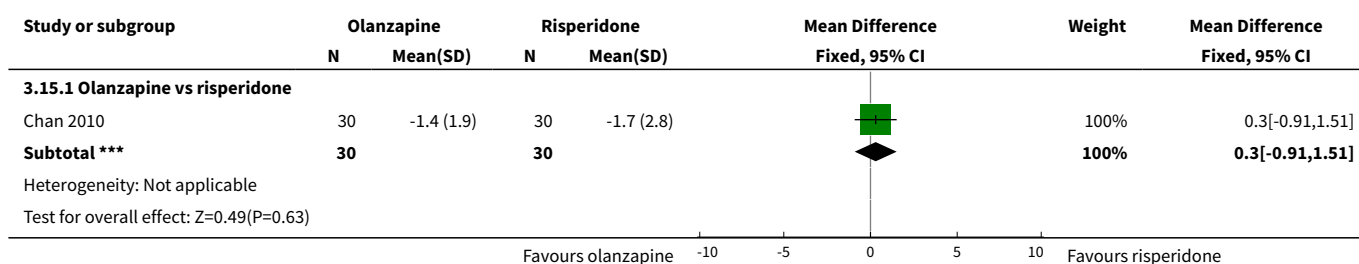 Study or subgroup Olanzapine Risperidone Mean Difference Weight Mean Difference
N Mean(SD) N Mean(SD) Fixed, 95% CI Fixed, 95% CI
3.15.1 Olanzapine vs risperidone
Chan 2010 30 -1.4 (1.9) 30 -1.7 (2.8) 100% 0.3[-0.91,1.51]
Subtotal *** 30 30 100% 0.3[-0.91,1.51]
Heterogeneity: Not applicable
Test for overall effect: Z=0.49(P=0.63)
Favours olanzapine -10 -5 0 5 10 Favours risperidone